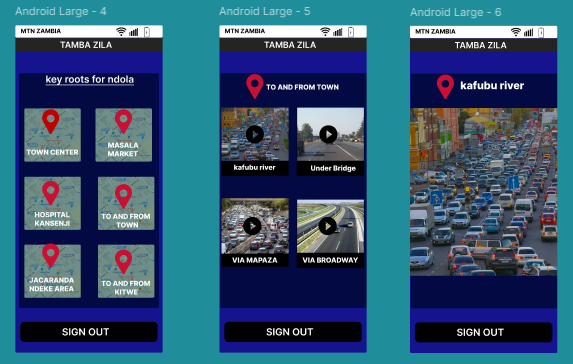 Android Large - 4
MTN ZAMBIA
TAMBA ZILA
key roots for ndola
TOWN CENTER
MASALA
MARKET
HOSPITAL
KANSENJI
TO AND FROM
TOWN
JACARANDA
NDEKE AREA
TO AND FROM
KITWE
SIGN OUT
Android Large - 5
MTN ZAMBIA
TAMBA ZILA
TO AND FROM TOWN
kafubu river
Under Bridge
VIA MAPAZA
VIA BROADWAY
SIGN OUT
Android Large - 6
MTN ZAMBIA
TAMBA ZILA
kafubu river
SIGN OUT